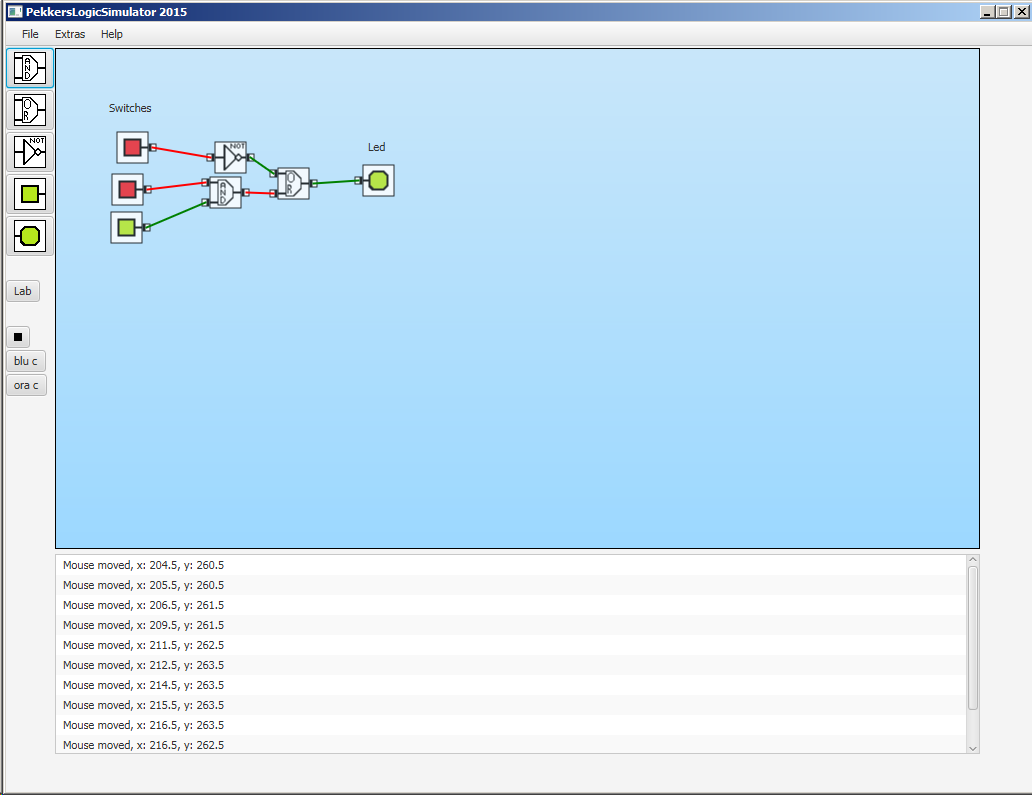 PekkersLogicSimulator 2015
File Extras Help
AND
OR
NOT
Lab
blu c
ora c
Switches
Led
NOT
OR
AND
Mouse moved, x: 204.5, y: 260.5
Mouse moved, x: 205.5, y: 260.5
Mouse moved, x: 206.5, y: 261.5
Mouse moved, x: 209.5, y: 261.5
Mouse moved, x: 211.5, y: 262.5
Mouse moved, x: 212.5, y: 263.5
Mouse moved, x: 214.5, y: 263.5
Mouse moved, x: 215.5, y: 263.5
Mouse moved, x: 216.5, y: 263.5
Mouse moved, x: 216.5, y: 262.5